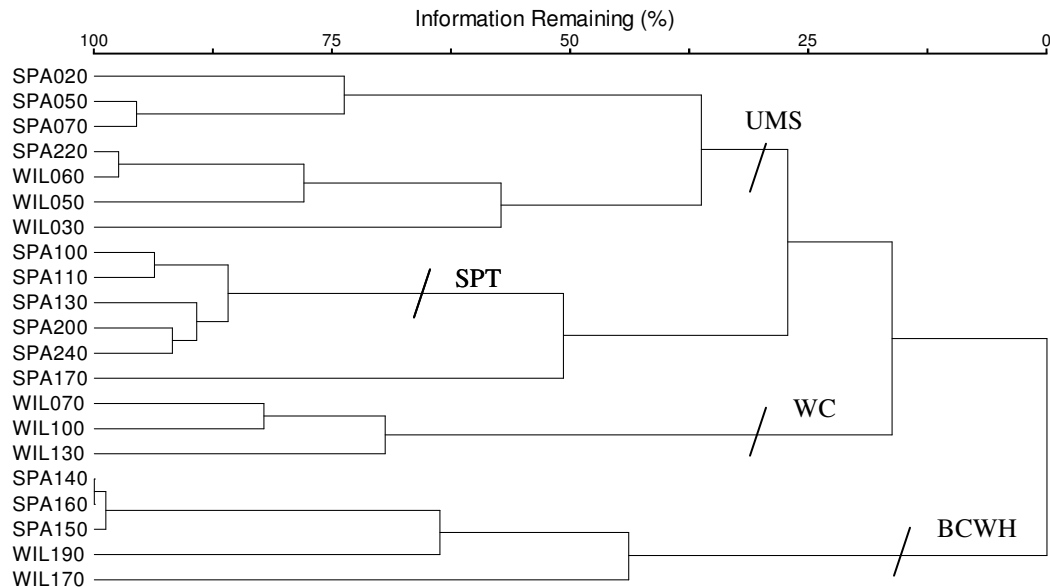 Information Remaining (%)
100 75 50 25 0
SPA020
SPA050
UMS
SPA070
SPA220
WIL060
WIL050
WIL030
SPA100
SPA110
SPT
SPA130
SPA200
SPA240
SPA170
WIL070
WC
WIL100
WIL130
SPA140
SPA160
SPA150
BCWH
WIL190
WIL170